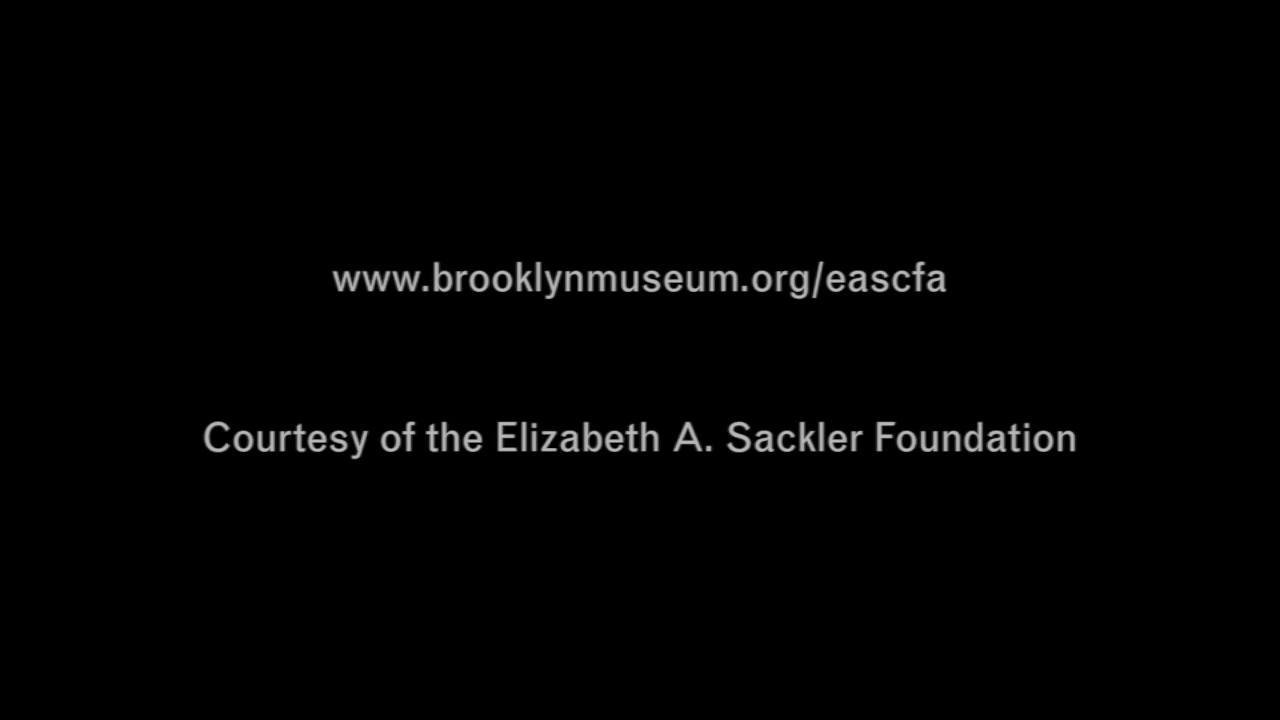 www.brooklynmuseum.org/eascfa
Courtesy of the Elizabeth A. Sackler Foundation